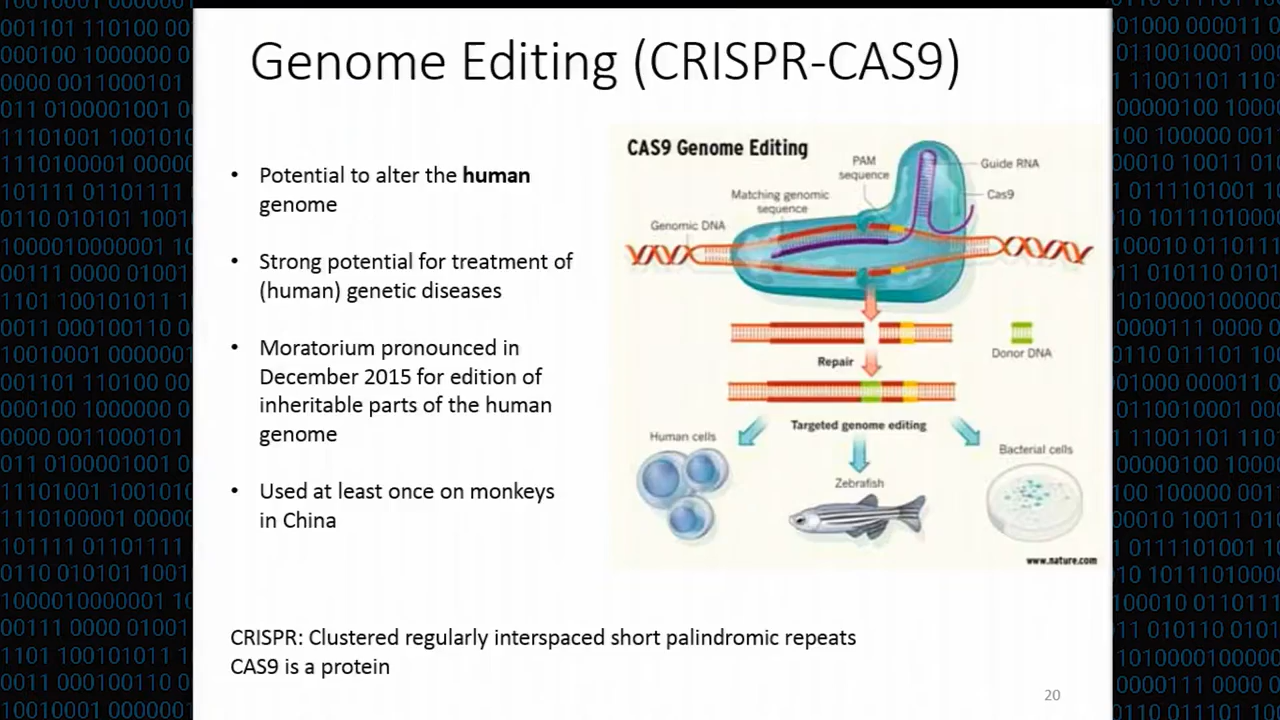 Genome Editing (CRISPR-CAS9)
• Potential to alter the human
genome
• Strong potential for treatment of
(human) genetic diseases
• Moratorium pronounced in
December 2015 for edition of
inheritable parts of the human
genome
• Used at least once on monkeys
in China
CAS9 Genome Editing
PAM
sequence
Guide RNA
Cas9
Matching genomic
sequence
Genomic DNA
Donor DNA
Repair
Targeted genome editing
Human cells
Zebrafish
Bacterial cells
www.nature.com
CRISPR: Clustered regularly interspaced short palindromic repeats
CAS9 is a protein
20